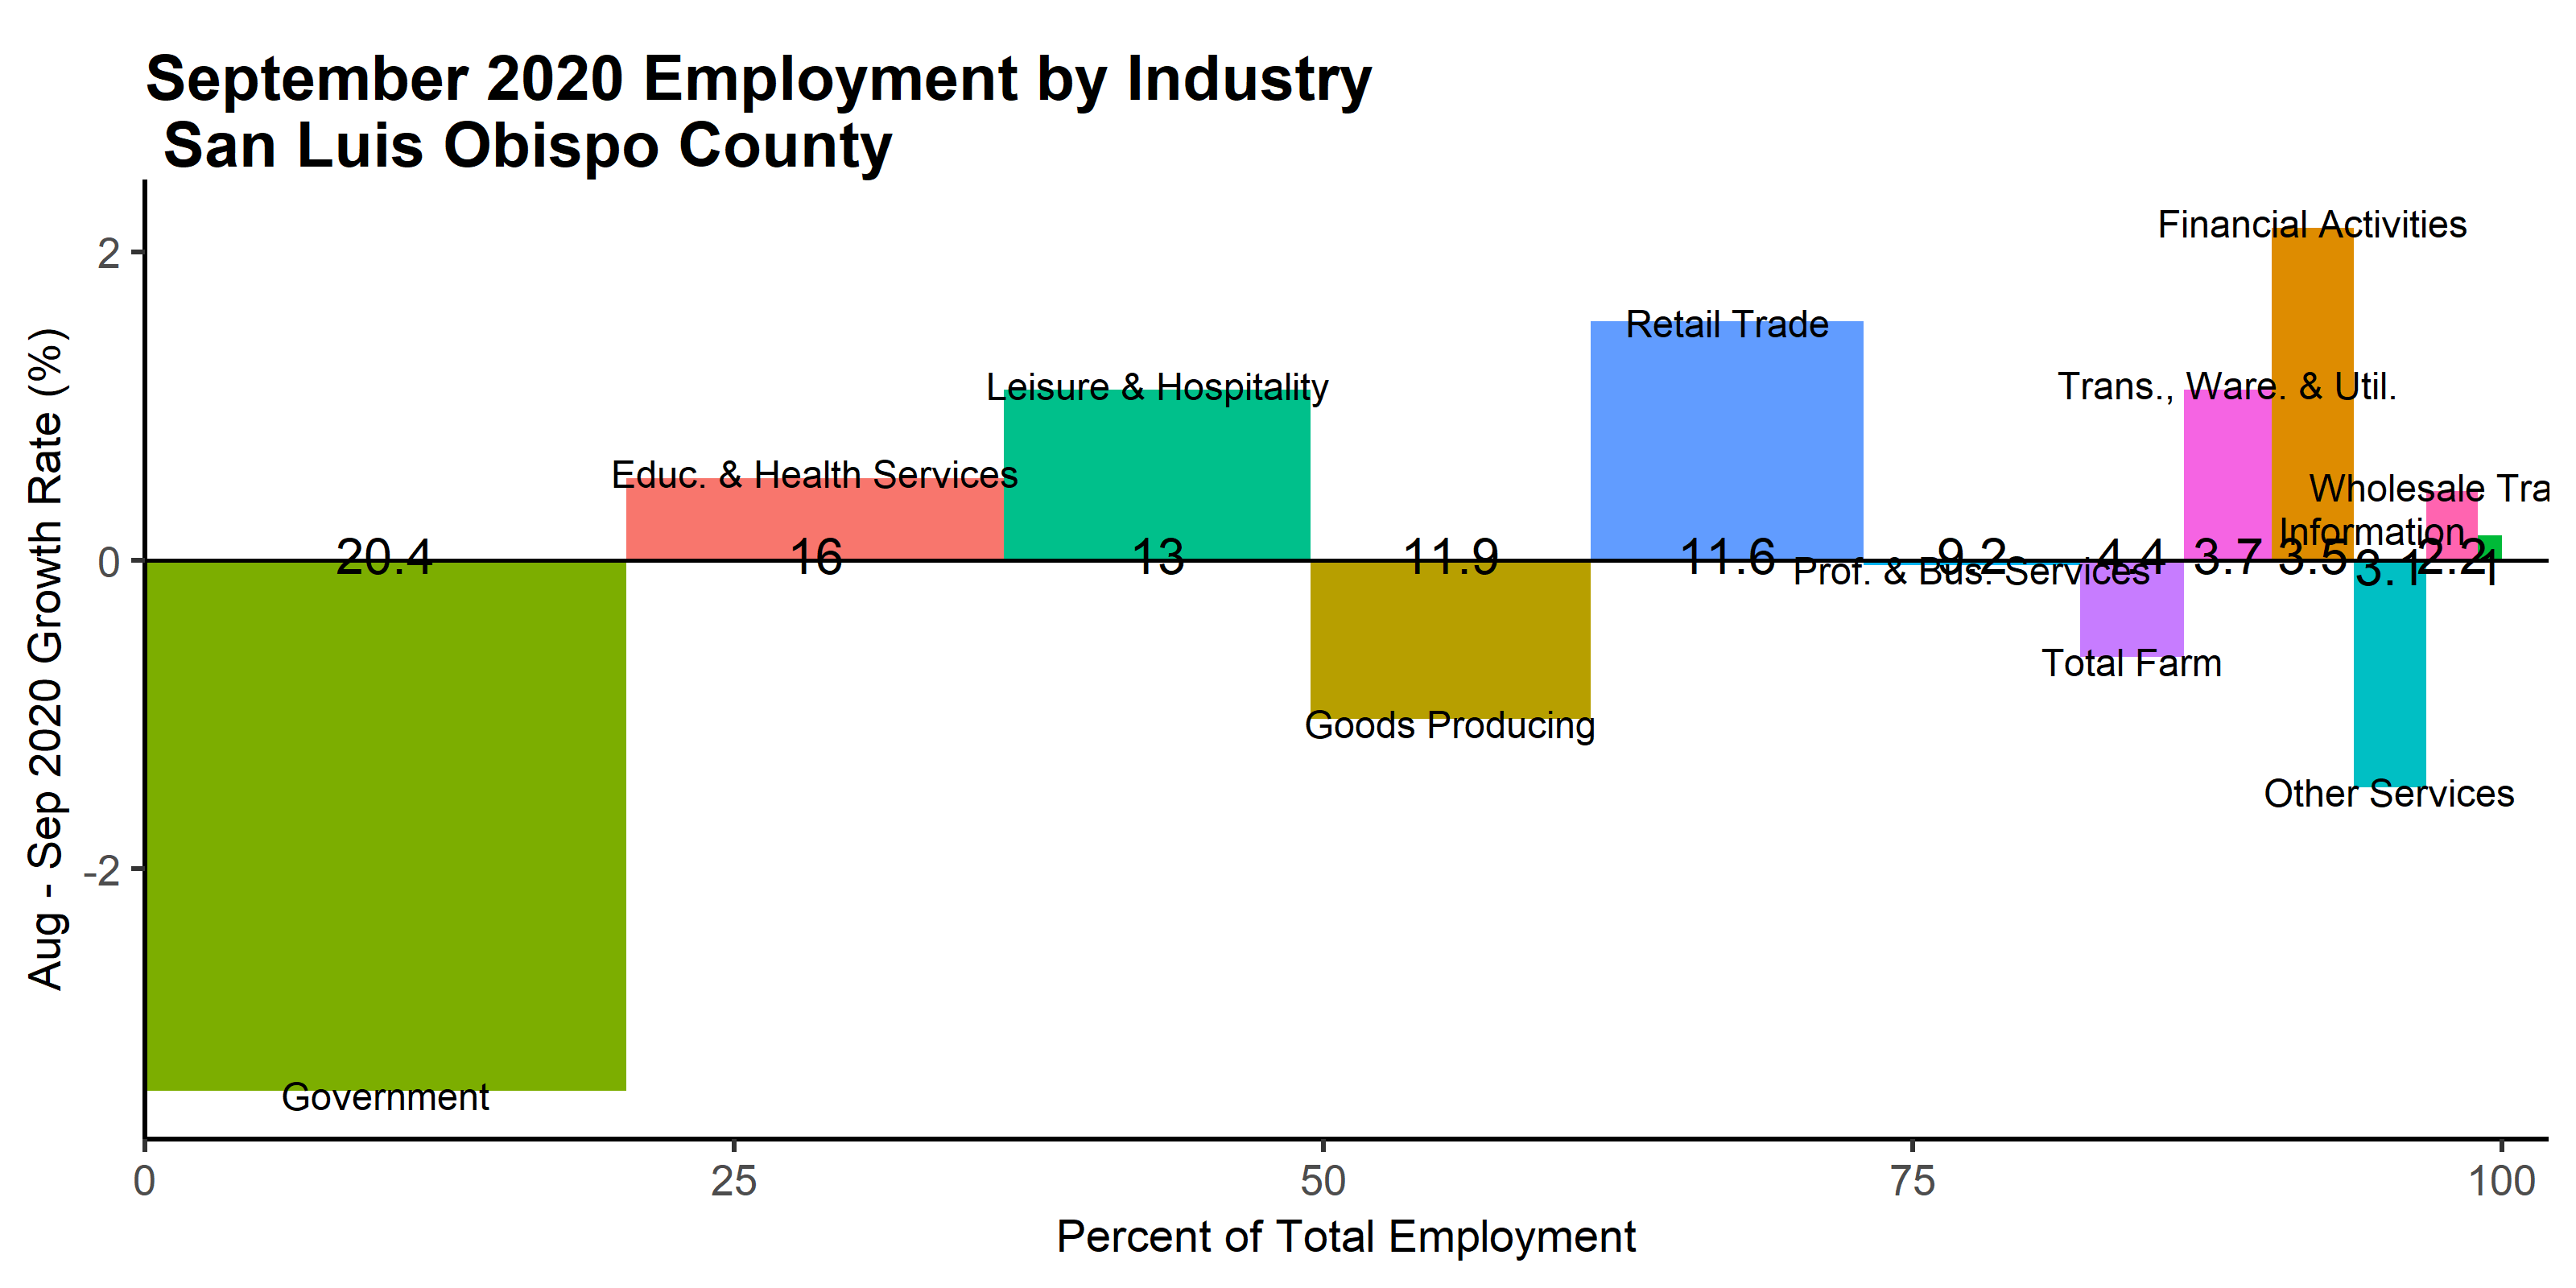 September 2020 Employment by Industry
San Luis Obispo County
Aug - Sep 2020 Growth Rate (%)
2
0
-2
Financial Activities
Retail Trade
Leisure & Hospitality
Trans., Ware. & Util.
Educ. & Health Services
Wholesale Tra
Information
20.4
16
13
11.9
11.6
9.2
4.4
3.7
3.5
3.1
2.2
1
Prof. & Bus. Services
Total Farm
Goods Producing
Other Services
Government
0
25
50
75
100
Percent of Total Employment